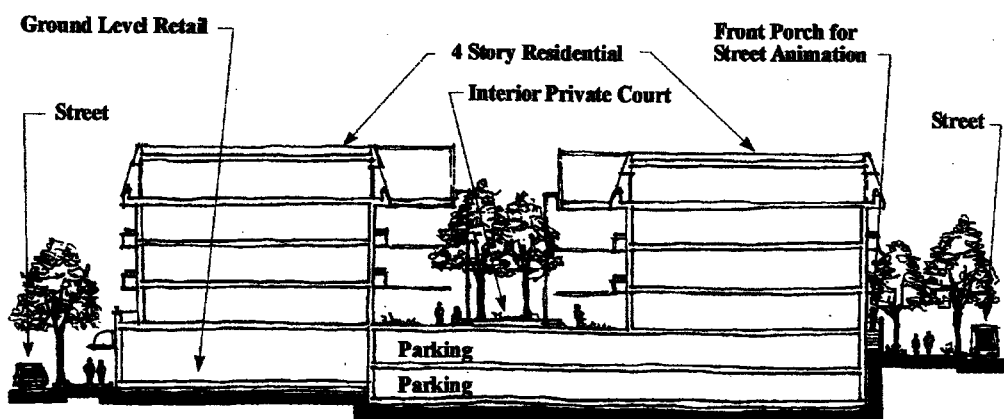 Ground Level Retail
4 Story Residential
Front Porch for
Street Animation
Interior Private Court
Street
Street
Parking
Parking